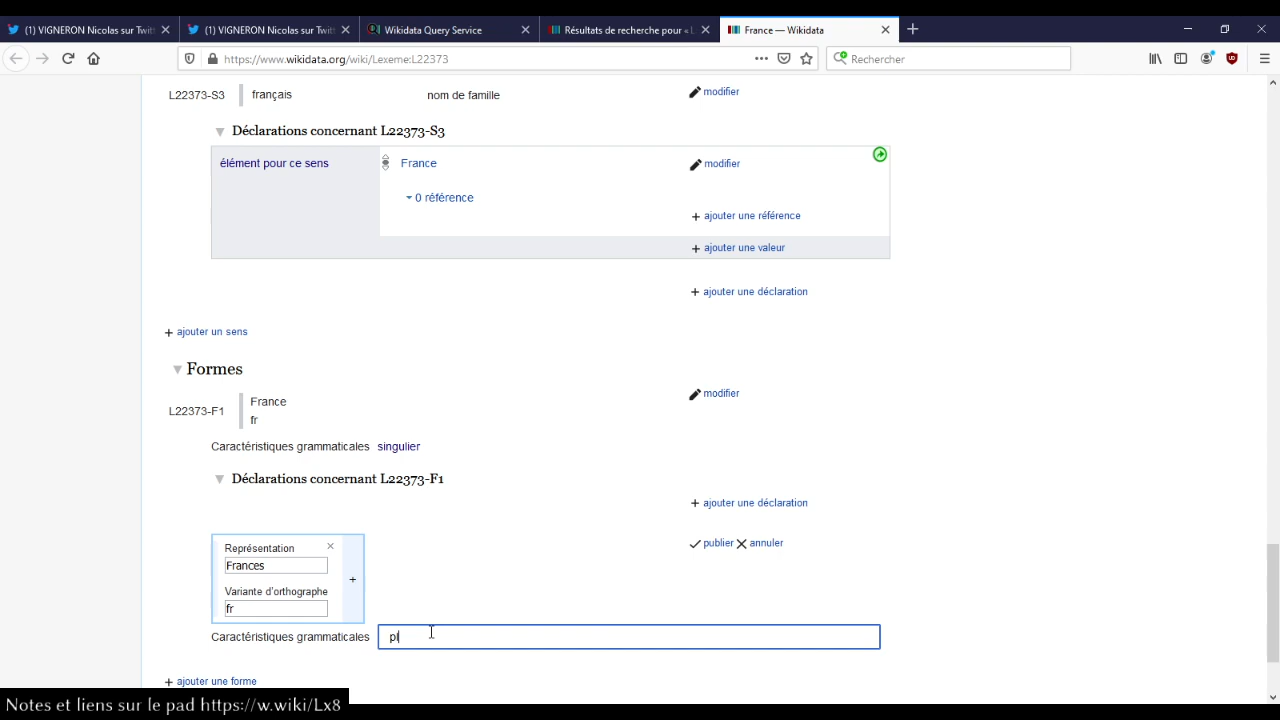 (1) VIGNERON Nicolas sur Twitt
(1) VIGNERON Nicolas sur Twitt
Wikidata Query Service
Résultats de recherche pour « L
France — Wikidata
https://www.wikidata.org/wiki/Lexeme:L22373
Rechercher
L22373-S3
français
nom de famille
modifier
Déclarations concernant L22373-S3
élément pour ce sens
France
modifier
0 référence
+ ajouter une référence
+ ajouter une valeur
+ ajouter une déclaration
+ ajouter un sens
Formes
L22373-F1
France
fr
modifier
Caractéristiques grammaticales singulier
Déclarations concernant L22373-F1
+ ajouter une déclaration
Représentation
Frances
Variante d'orthographe
fr
+
publier annuler
Caractéristiques grammaticales pl
+ ajouter une forme
Notes et liens sur le pad https://w.wiki/Lx8